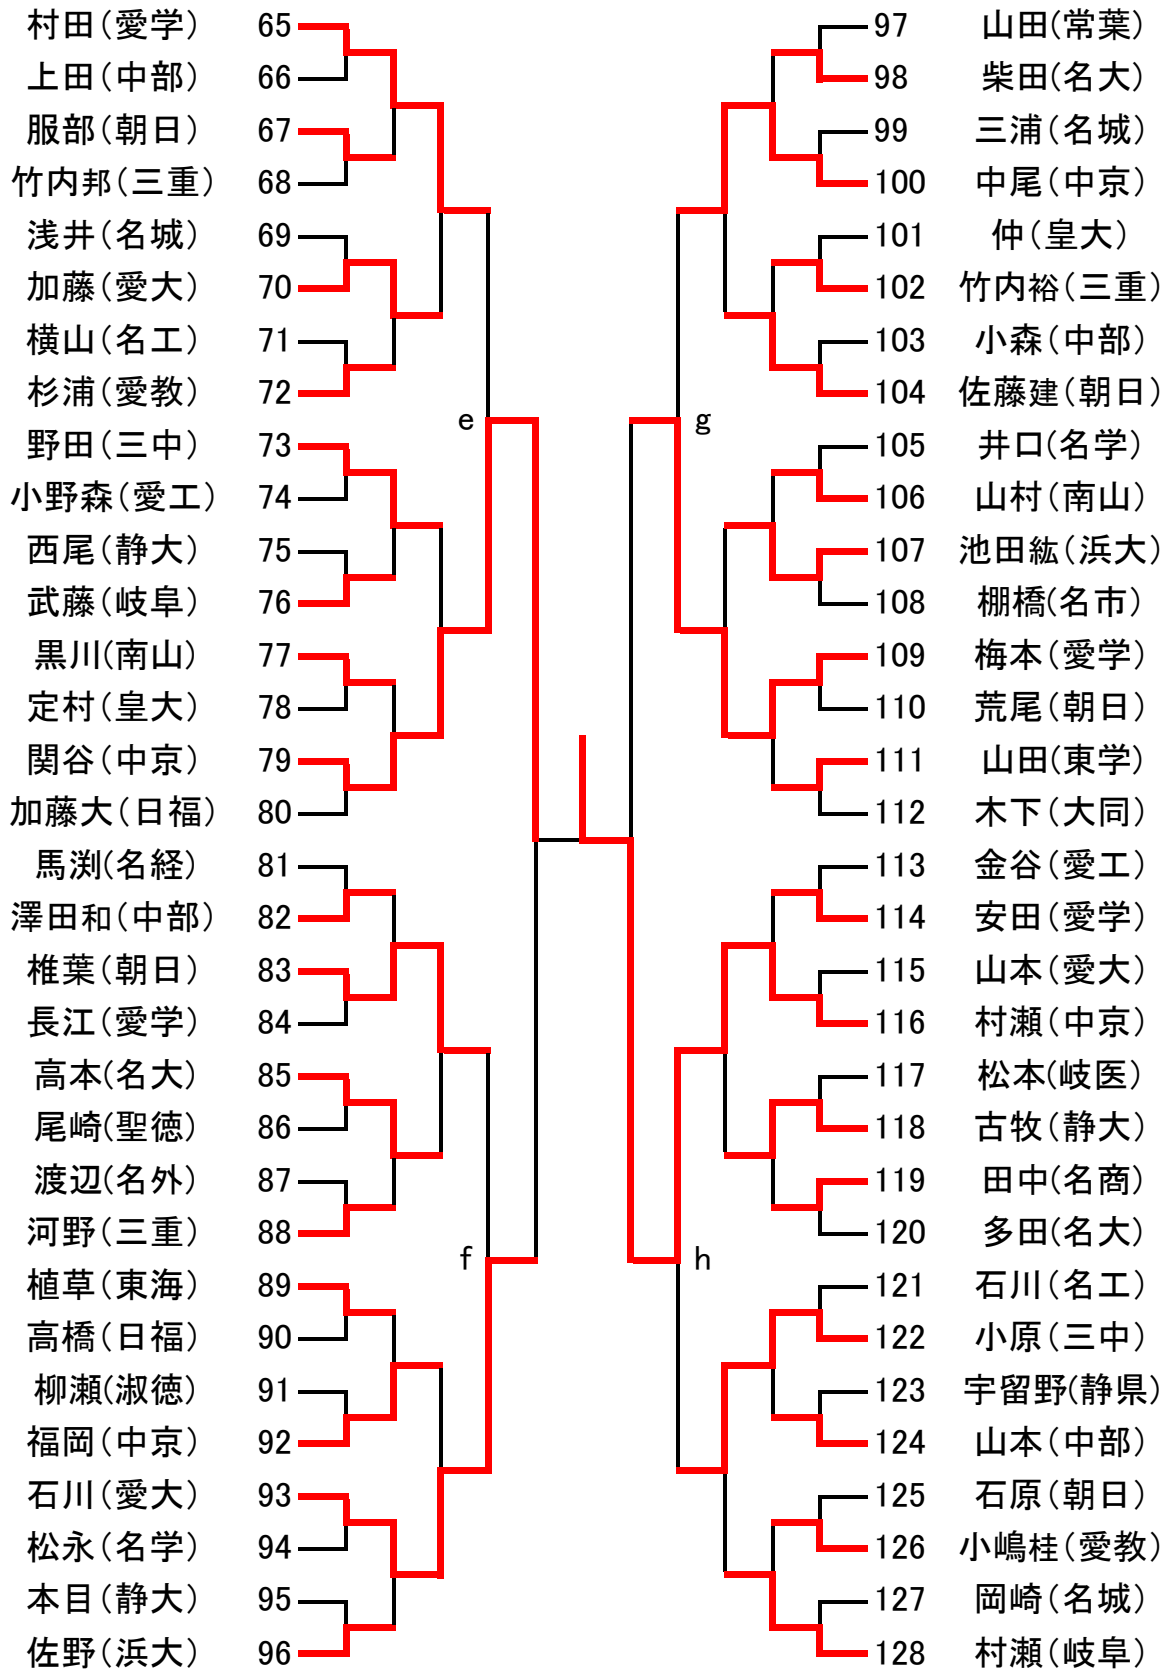 村田（愛学） 65
上田（中部） 66
服部（朝日） 67
竹内邦（三重） 68
浅井（名城） 69
加藤（愛大） 70
横山（名工） 71
杉浦（愛教） 72
野田（三中） 73
小野森（愛工） 74
西尾（静大） 75
武藤（岐阜） 76
黒川(南山) 77
定村（皇大） 78
関谷（中京） 79
加藤大（日福） 80
馬渕(名経) 81
澤田和（中部） 82
椎葉（朝日） 83
長江（愛学） 84
高本(名大) 85
尾崎(聖徳) 86
渡辺(名外) 87
河野（三重） 88
植草（東海） 89
高橋（日福） 90
柳瀬(淑徳) 91
福岡（中京） 92
石川（愛大） 93
松永（名学） 94
本目（静大） 95
佐野（浜大） 96
e
f
g
h
97 山田(常葉)
98 柴田(名大)
99 三浦（名城）
100 中尾（中京）
101 仲（皇大）
102 竹内裕（三重）
103 小森（中部）
104 佐藤建（朝日）
105 井口(名学)
106 山村（南山）
107 池田紘（浜大）
108 棚橋(名市)
109 梅本（愛学）
110 荒尾（朝日）
111 山田(東学)
112 木下（大同）
113 金谷（愛工）
114 安田（愛学）
115 山本（愛大）
116 村瀬（中京）
117 松本(岐医)
118 古牧（静大）
119 田中(名商)
120 多田(名大)
121 石川（名工）
122 小原（三中）
123 宇留野(静県)
124 山本（中部）
125 石原（朝日）
126 小嶋桂（愛教）
127 岡崎（名城）
128 村瀬（岐阜）